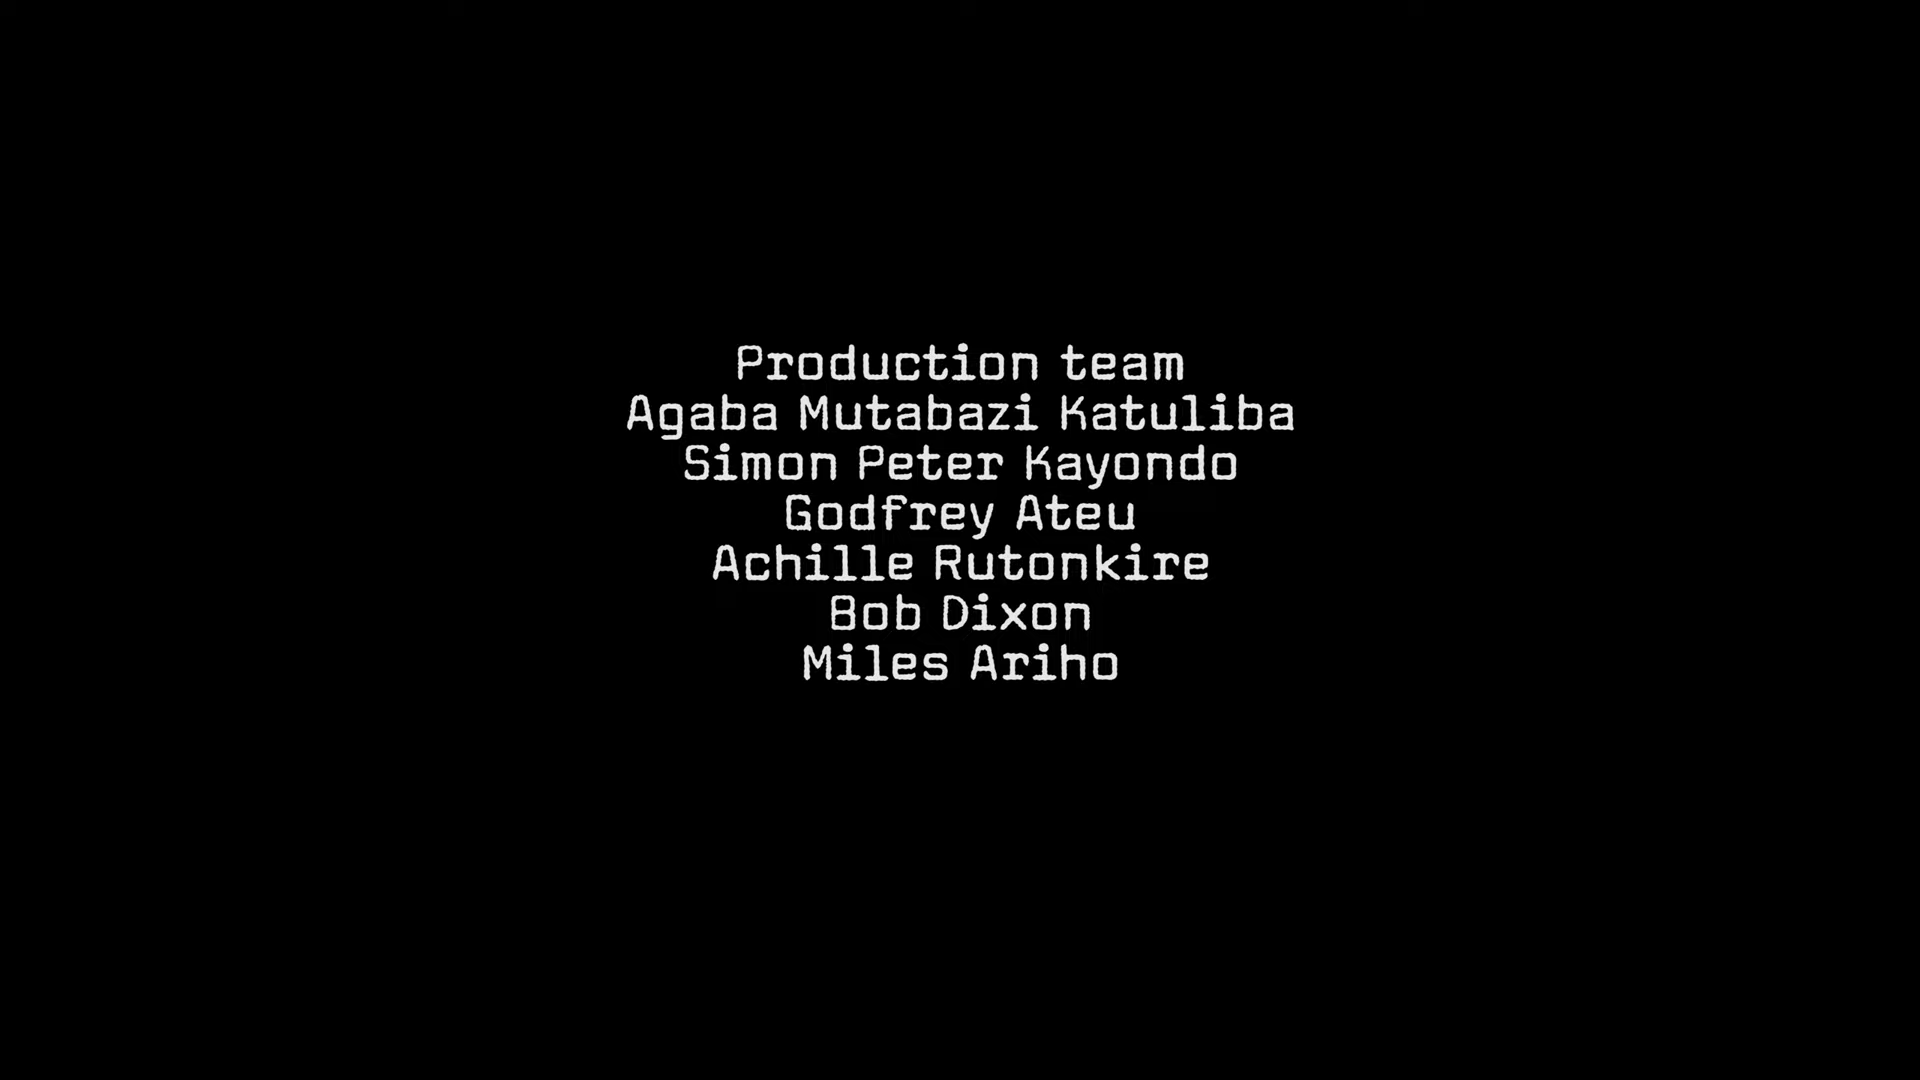 Production team
Agaba Mutabazi Katuliba
Simon Peter Kayondo
Godfrey Ateu
Achille Rutonkire
Bob Dixon
Miles Ariho